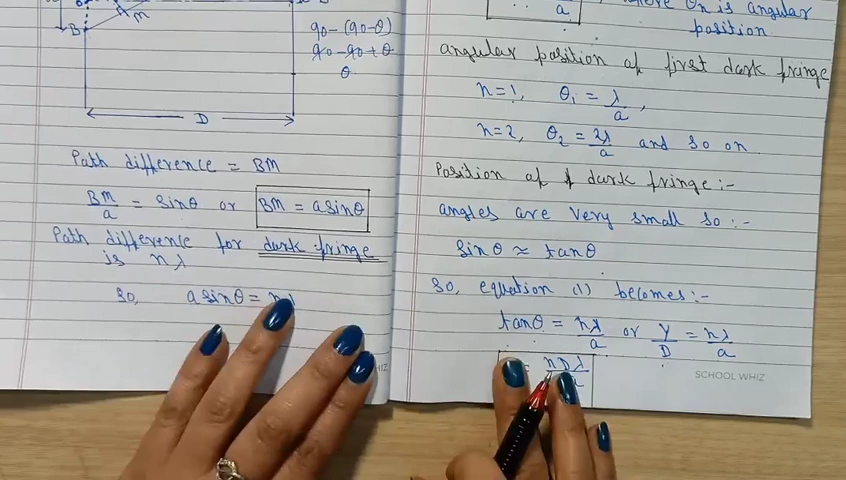 B
M
D
90-(90-θ)
90-90+θ
θ
Path difference = BM
BM/a = sinθ or BM = asinθ
Path difference for dark fringe
is nλ
so, asinθ = nλ
a
where θn is angular
position
angular position of first dark fringe
n=1, θ1 = λ/a,
n=2, θ2 = 2λ/a and so on
Position of dark fringe:-
angles are very small so:-
sinθ ≈ tanθ
so, equation (1) becomes:-
tanθ = nλ/a or Y/D = nλ/a
= nDλ/a
SCHOOL WHIZ